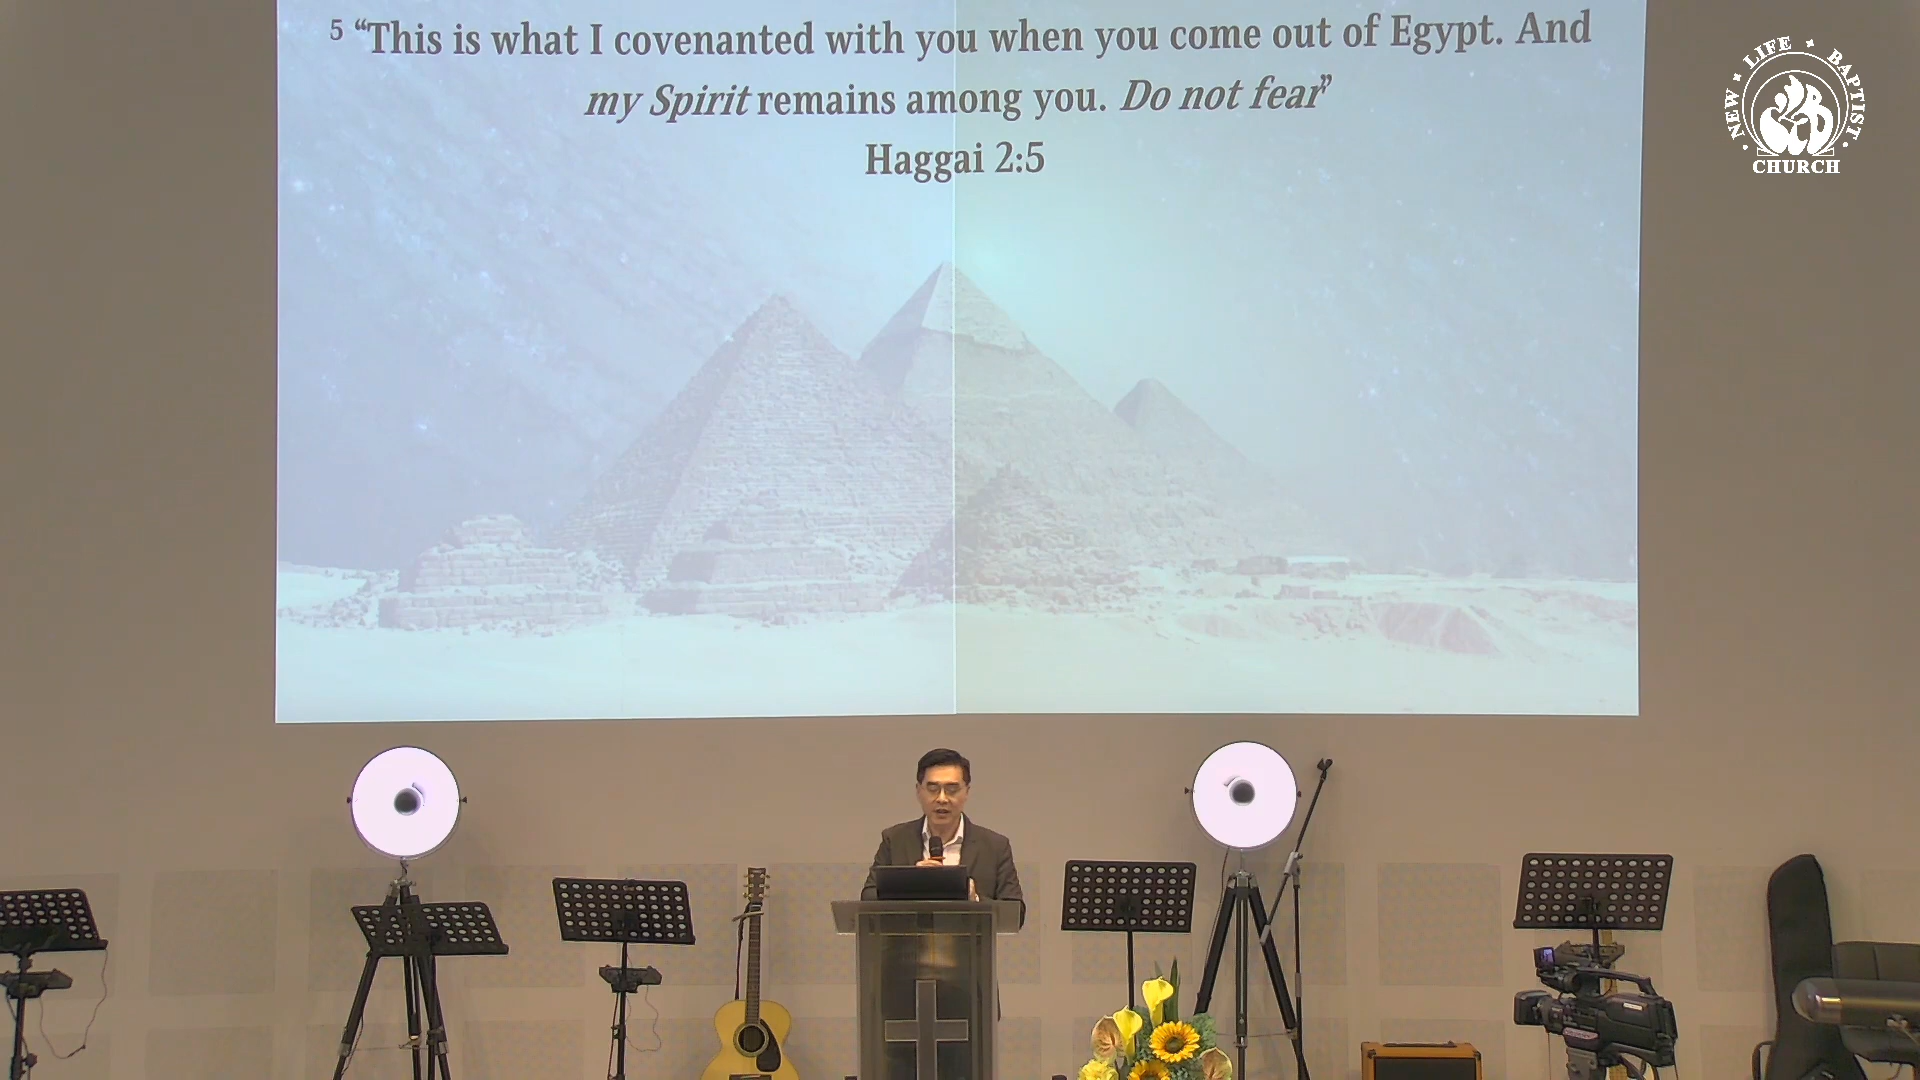 5 “This is what I covenanted with you when you come out of Egypt. And
my Spirit remains among you. Do not fear”
Haggai 2:5
NEW LIFE BAPTIST
CHURCH